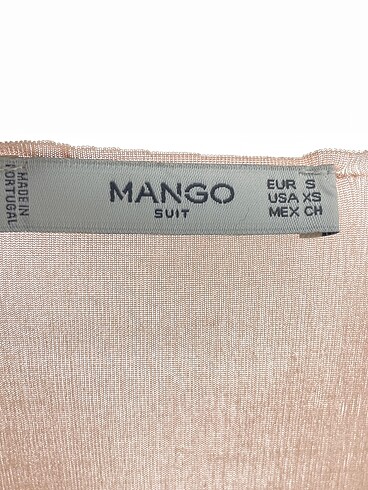 MADE IN
PORTUGAL
MANGO
SUIT
EUR S
USA XS
MEX CH